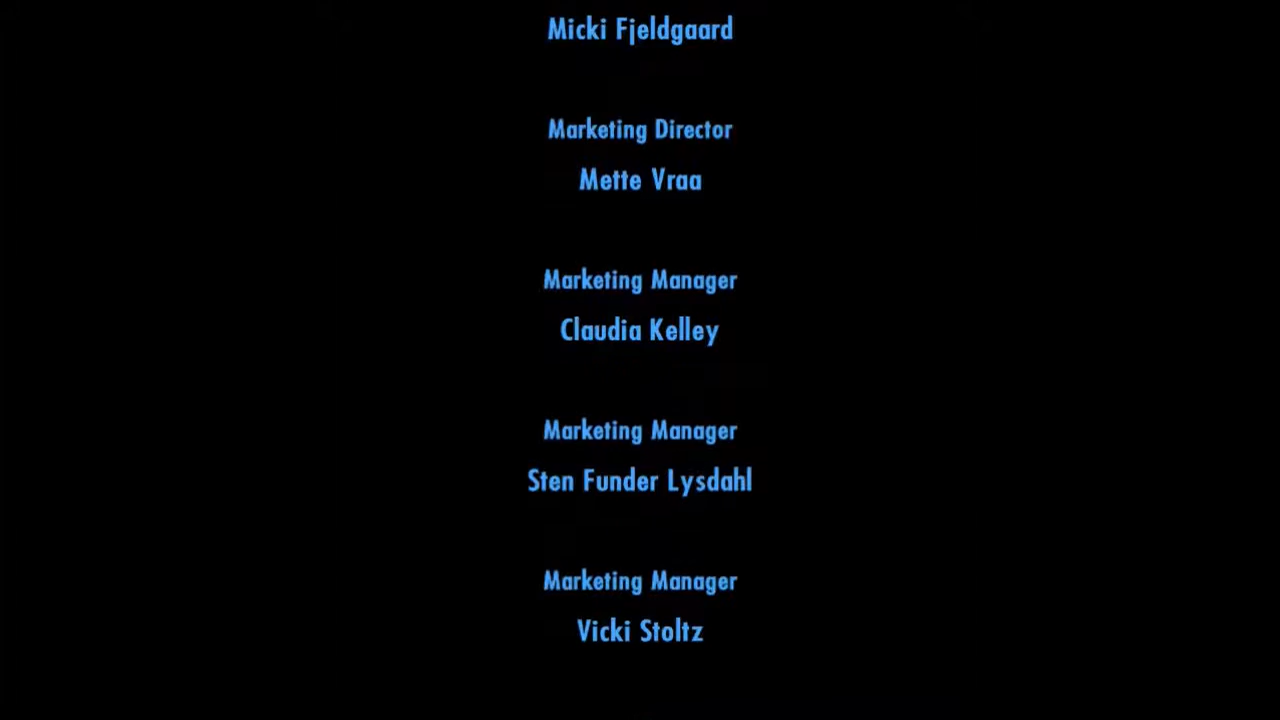 Micki Fjeldgaard
Marketing Director
Mette Vraa
Marketing Manager
Claudia Kelley
Marketing Manager
Sten Funder Lysdahl
Marketing Manager
Vicki Stoltz